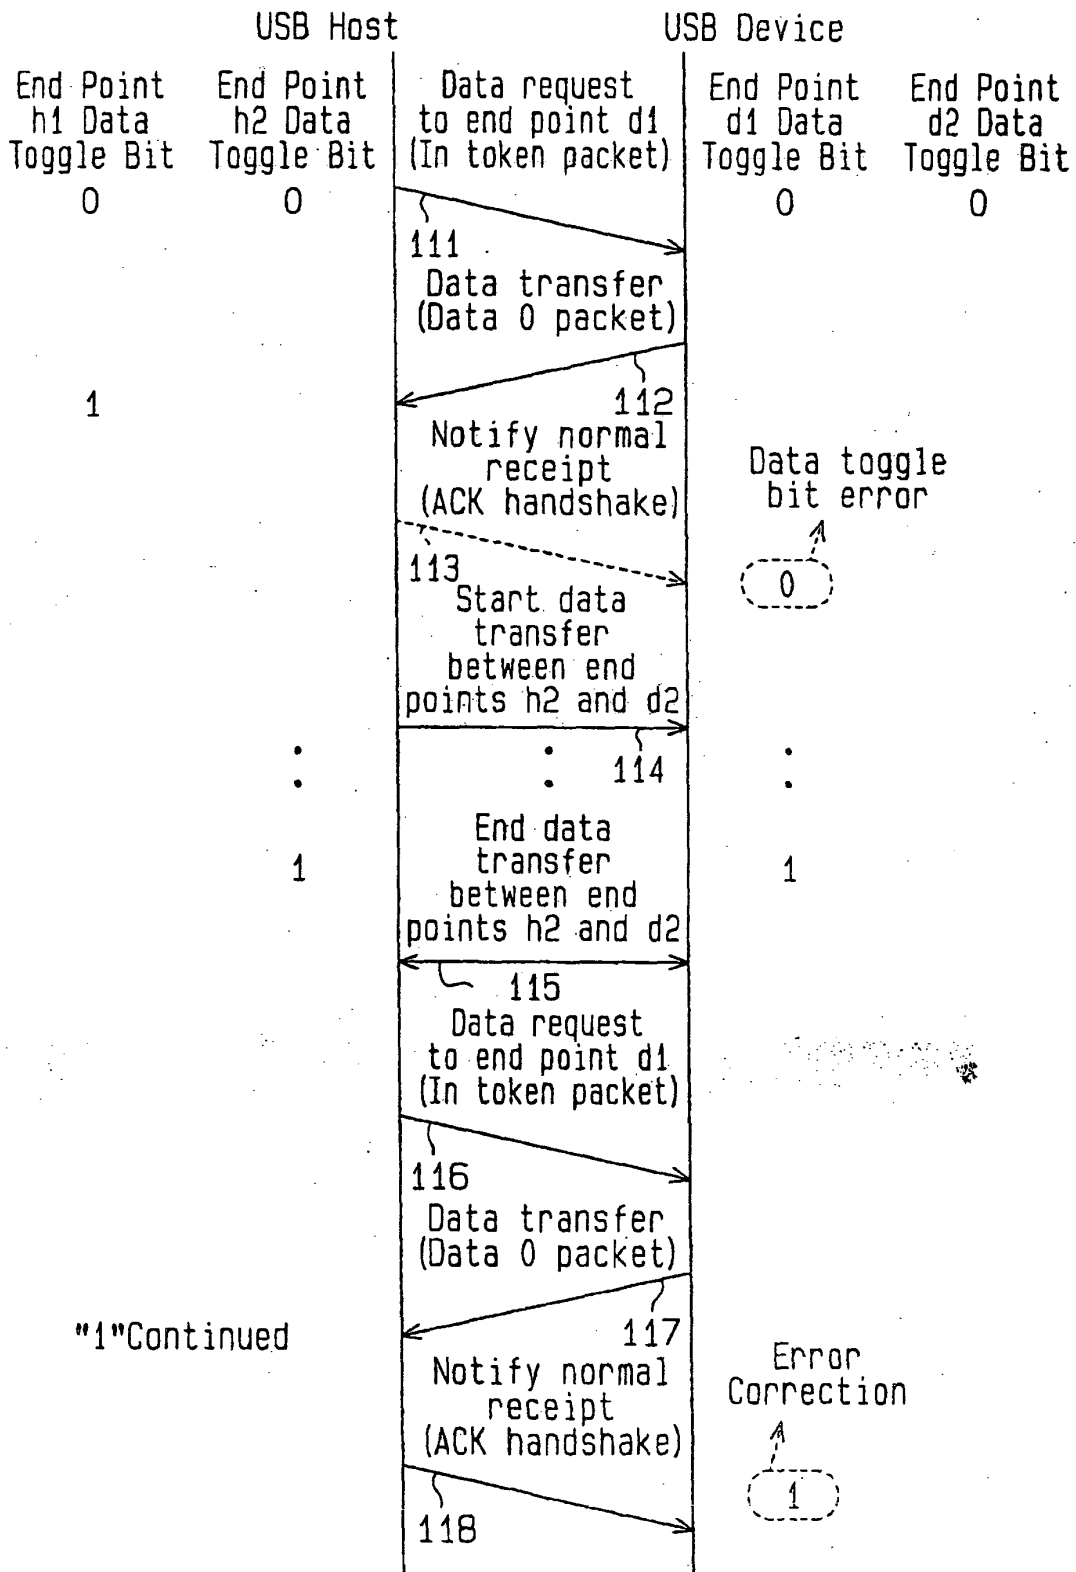 USB Host
USB Device
End Point
h1 Data
Toggle Bit
0
End Point
h2 Data
Toggle Bit
0
Data request
to end point d1
(In token packet)
End Point
d1 Data
Toggle Bit
0
End Point
d2 Data
Toggle Bit
0
111
Data transfer
(Data 0 packet)
112
1
Notify normal
receipt
(ACK handshake)
Data toggle
bit error
113
0
Start data
transfer
between end
points h2 and d2
114
End data
transfer
between end
points h2 and d2
1
1
115
Data request
to end point d1
(In token packet)
116
Data transfer
(Data 0 packet)
117
"1"Continued
Notify normal
receipt
(ACK handshake)
Error
Correction
1
118